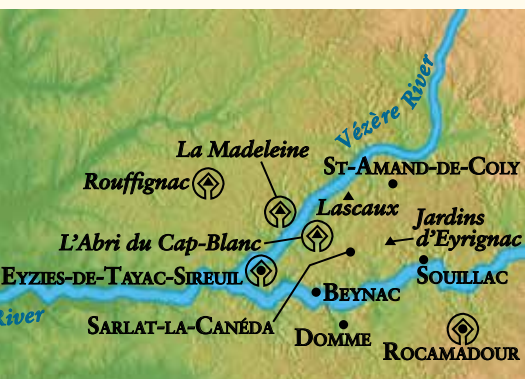 Vézère River
La Madeleine
St-Amand-de-Coly
Rouffignac
Lascaux
Jardins
d'Eyrignac
L'Abri du Cap-Blanc
Eyzies-de-Tayac-Sireuil
Souillac
Beynac
River
Sarlat-la-Canéda
Domme
Rocamadour